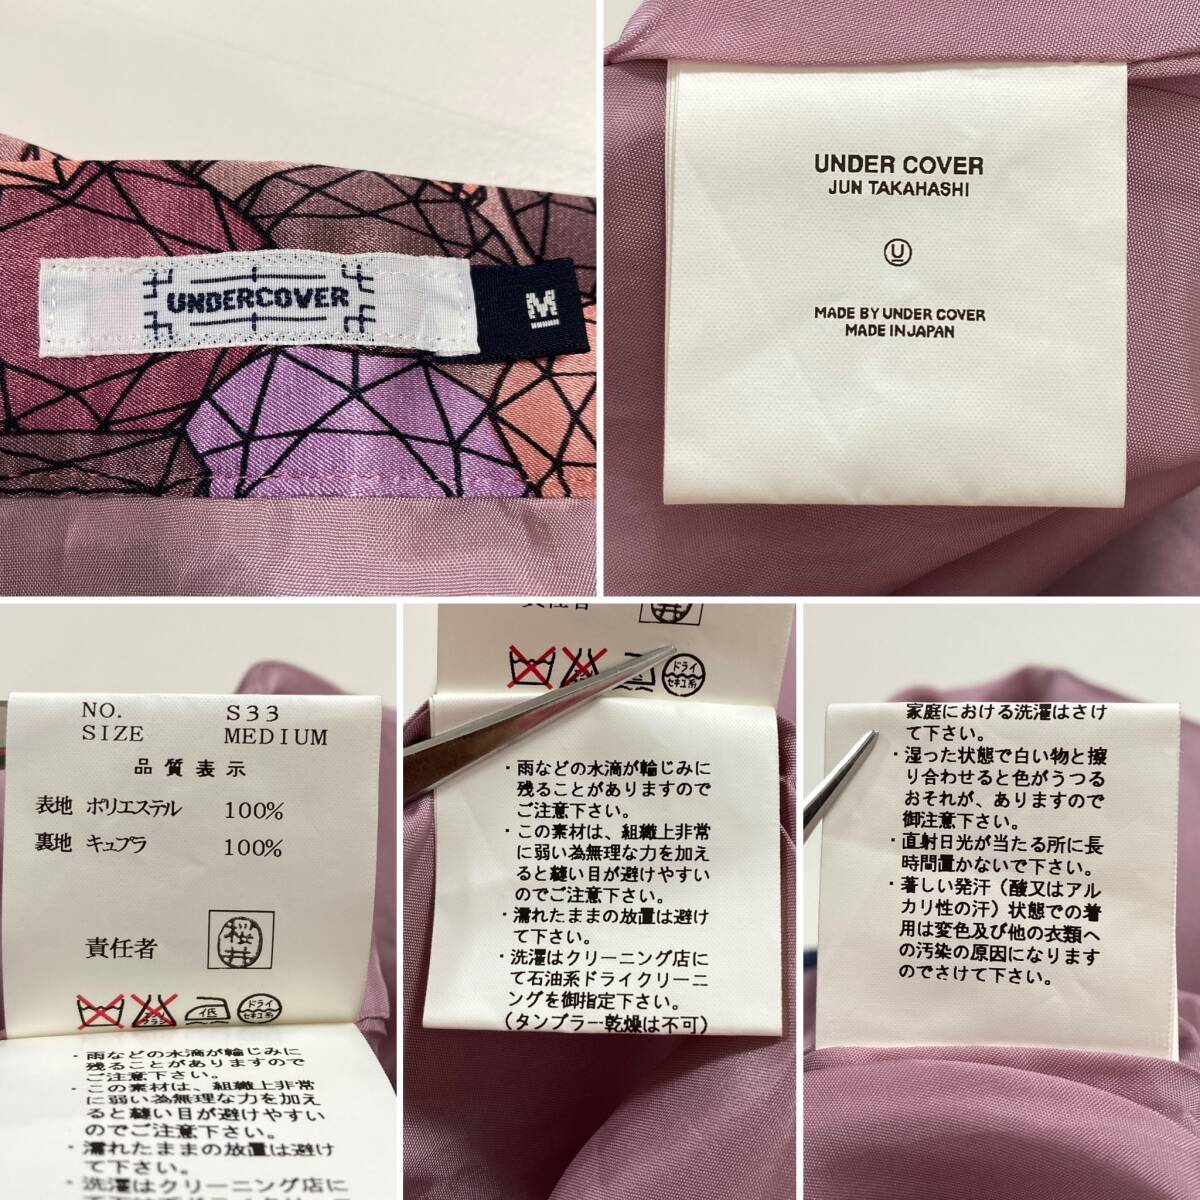 UNDERCOVER
M
UNDER COVER
JUN TAKAHASHI
U
MADE BY UNDER COVER
MADE IN JAPAN
NO. S33
SIZE MEDIUM
品質表示
表地 ポリエステル 100%
裏地 キュプラ 100%
責任者 桜井
低 ドライ
セキユ系
・雨などの水滴が輪じみに
残ることがありますので
ご注意下さい。
・この素材は、組織上非常
に弱い為無理な力を加え
ると縫い目が避けやすい
のでご注意下さい。
・濡れたままの放置は避け
て下さい。
・洗濯はクリーニング店に
責任者
ドライ
セキユ系
・雨などの水滴が輪じみに
残ることがありますので
ご注意下さい。
・この素材は、組織上非常
に弱い為無理な力を加え
ると縫い目が避けやすい
のでご注意下さい。
・濡れたままの放置は避け
て下さい。
・洗濯はクリーニング店に
て石油系ドライクリーニ
ングを御指定下さい。
(タンブラー乾燥は不可)
家庭における洗濯はさけ
て下さい。
・湿った状態で白い物と擦
り合わせると色がうつる
おそれが、ありますので
御注意下さい。
・直射日光が当たる所に長
時間置かないで下さい。
・著しい発汗(酸又はアル
カリ性の汗)状態での着
用は変色及び他の衣類へ
の汚染の原因になります
のでさけて下さい。